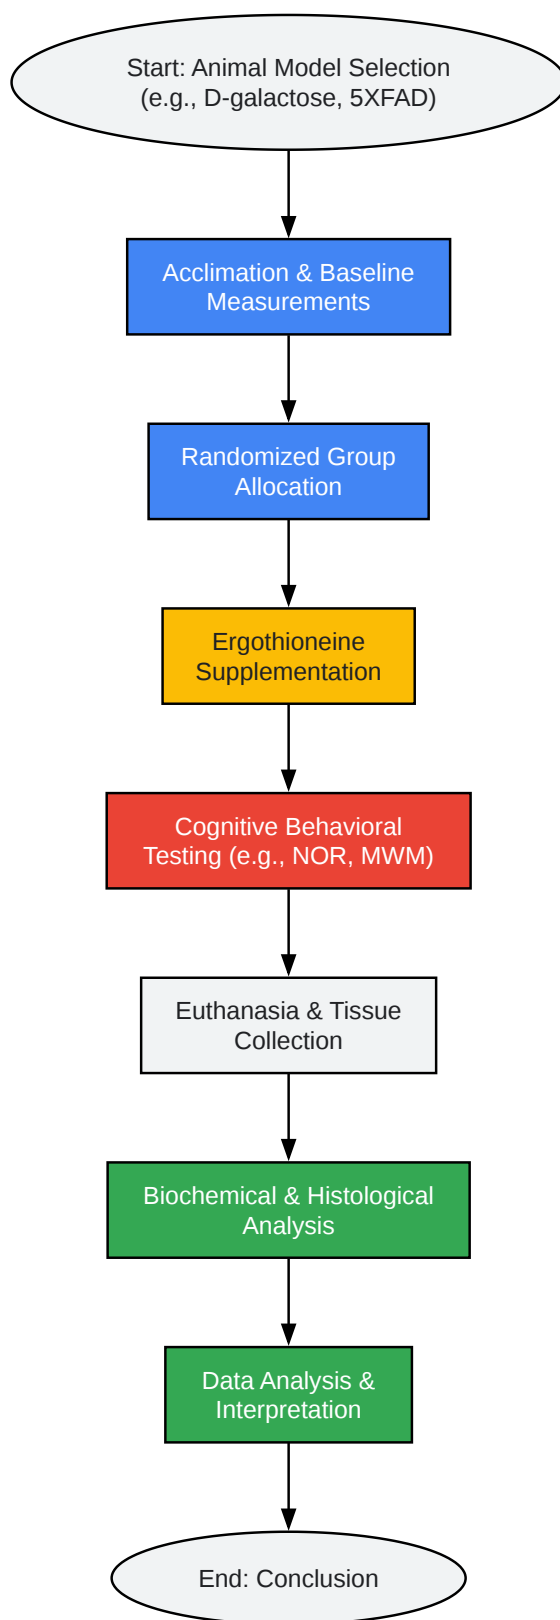 Start: Animal Model Selection
(e.g., D-galactose, 5XFAD)
Acclimation & Baseline
Measurements
Randomized Group
Allocation
Ergothioneine
Supplementation
Cognitive Behavioral
Testing (e.g., NOR, MWM)
Euthanasia & Tissue
Collection
Biochemical & Histological
Analysis
Data Analysis &
Interpretation
End: Conclusion